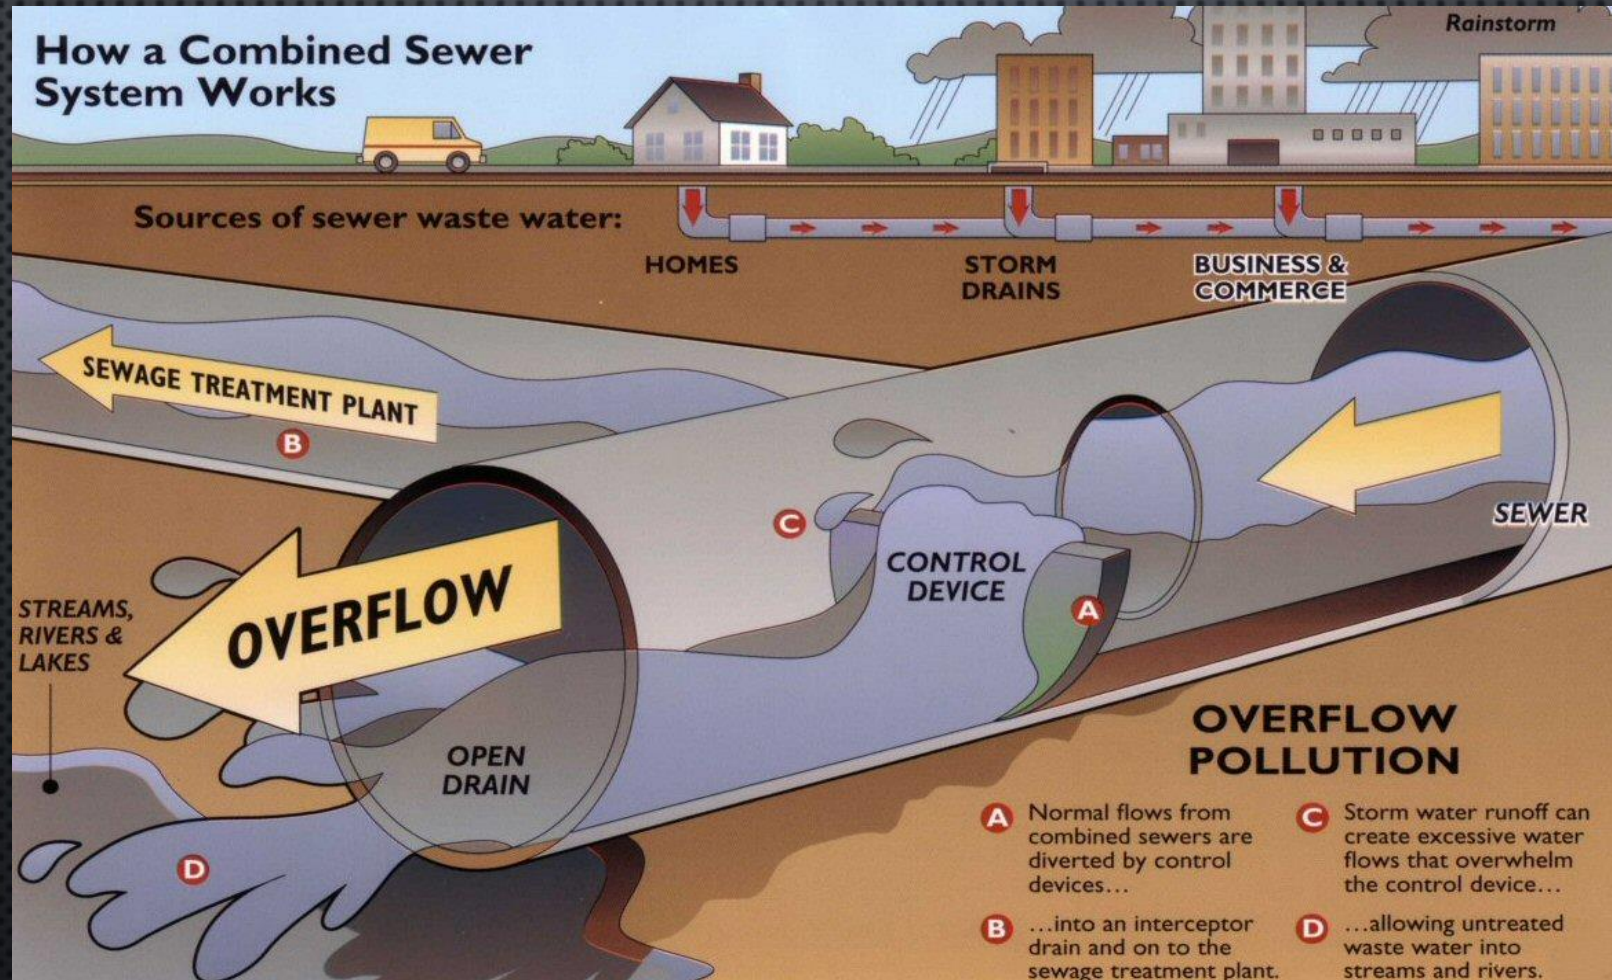 How a Combined Sewer
System Works
Rainstorm
Sources of sewer waste water:
HOMES
STORM
DRAINS
BUSINESS &
COMMERCE
SEWAGE TREATMENT PLANT
B
C
CONTROL
DEVICE
A
SEWER
OVERFLOW
STREAMS,
RIVERS &
LAKES
OPEN
DRAIN
D
OVERFLOW
POLLUTION
A Normal flows from
combined sewers are
diverted by control
devices...
B ...into an interceptor
drain and on to the
sewage treatment plant.
C Storm water runoff can
create excessive water
flows that overwhelm
the control device...
D ...allowing untreated
waste water into
streams and rivers.